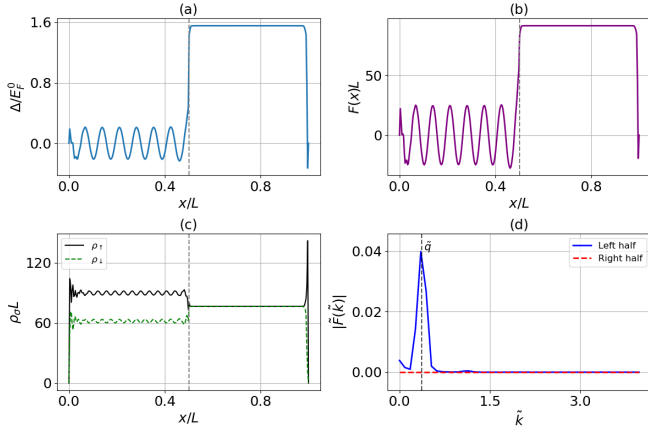 (a)
1.6
0.8
0.0
Δ/E_F^0
0.0 0.4 0.8
x/L
(b)
50
0
F(x)L
0.0 0.4 0.8
x/L
(c)
ρ↑
ρ↓
120
60
0
ρ_σL
0.0 0.4 0.8
x/L
(d)
q̃
Left half
Right half
0.04
0.02
0.00
|F̃(k̃)|
0.0 1.5 3.0
k̃